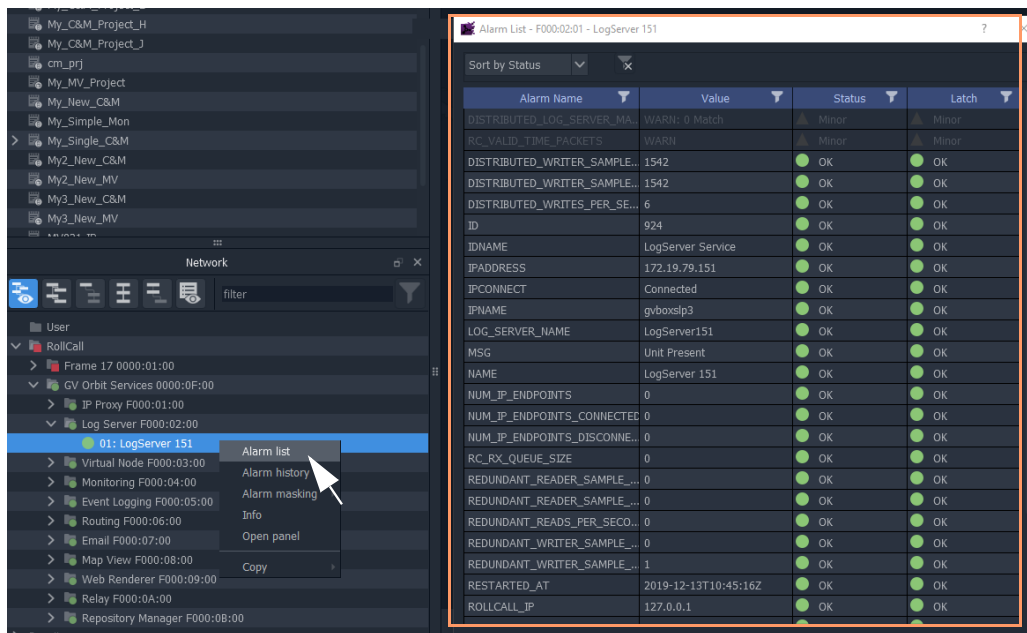 My_C&M_Project_H
My_C&M_Project_J
cm_prj
My_MV_Project
My_New_C&M
My_Simple_Mon
My_Single_C&M
My2_New_C&M
My2_New_MV
My3_New_C&M
My3_New_MV
Network
filter
User
RollCall
Frame 17 0000:01:00
GV Orbit Services 0000:0F:00
IP Proxy F000:01:00
Log Server F000:02:00
01: LogServer 151
Virtual Node F000:03:00
Monitoring F000:04:00
Event Logging F000:05:00
Routing F000:06:00
Email F000:07:00
Map View F000:08:00
Web Renderer F000:09:00
Relay F000:0A:00
Repository Manager F000:0B:00
Alarm list
Alarm history
Alarm masking
Info
Open panel
Copy
Alarm List - F000:02:01 - LogServer 151
?
Sort by Status
Alarm Name Value Status Latch
DISTRIBUTED_LOG_SERVER_MA... WARN: 0 Match Minor Minor
RC_VALID_TIME_PACKETS WARN Minor Minor
DISTRIBUTED_WRITER_SAMPLE... 1542 OK OK
DISTRIBUTED_WRITER_SAMPLE... 1542 OK OK
DISTRIBUTED_WRITES_PER_SE... 6 OK OK
ID 924 OK OK
IDNAME LogServer Service OK OK
IPADDRESS 172.19.79.151 OK OK
IPCONNECT Connected OK OK
IPNAME gvboxslp3 OK OK
LOG_SERVER_NAME LogServer151 OK OK
MSG Unit Present OK OK
NAME LogServer 151 OK OK
NUM_IP_ENDPOINTS 0 OK OK
NUM_IP_ENDPOINTS_CONNECTED 0 OK OK
NUM_IP_ENDPOINTS_DISCONNE... 0 OK OK
RC_RX_QUEUE_SIZE 0 OK OK
REDUNDANT_READER_SAMPLE_... 0 OK OK
REDUNDANT_READER_SAMPLE_... 0 OK OK
REDUNDANT_READS_PER_SECO... 0 OK OK
REDUNDANT_WRITER_SAMPLE_... 0 OK OK
REDUNDANT_WRITER_SAMPLE_... 1 OK OK
RESTARTED_AT 2019-12-13T10:45:16Z OK OK
ROLLCALL_IP 127.0.0.1 OK OK